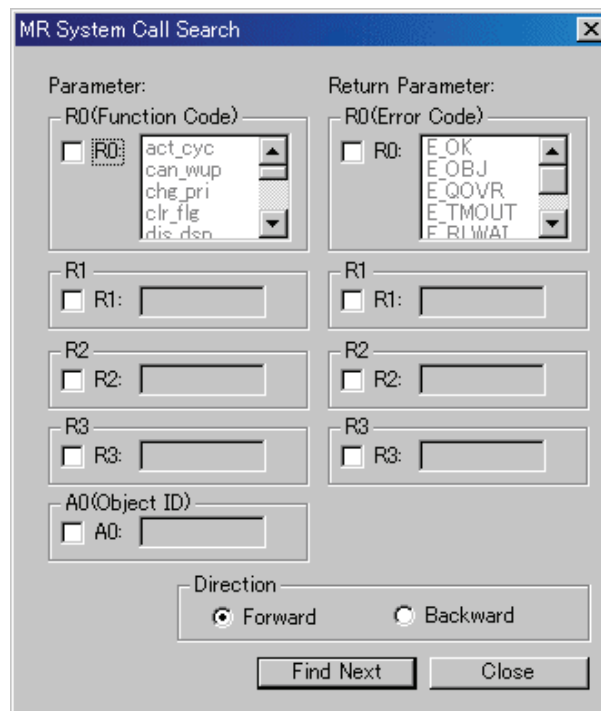 MR System Call Search
Parameter:
R0(Function Code)
R0:
act_cyc
can_wup
chg_pri
clr_flg
dis_dsp
R1
R1:
R2
R2:
R3
R3:
A0(Object ID)
A0:
Return Parameter:
R0(Error Code)
R0:
E_OK
E_OBJ
E_QOVR
E_TMOUT
E_RLWAI
R1
R1:
R2
R2:
R3
R3:
Direction
Forward
Backward
Find Next
Close